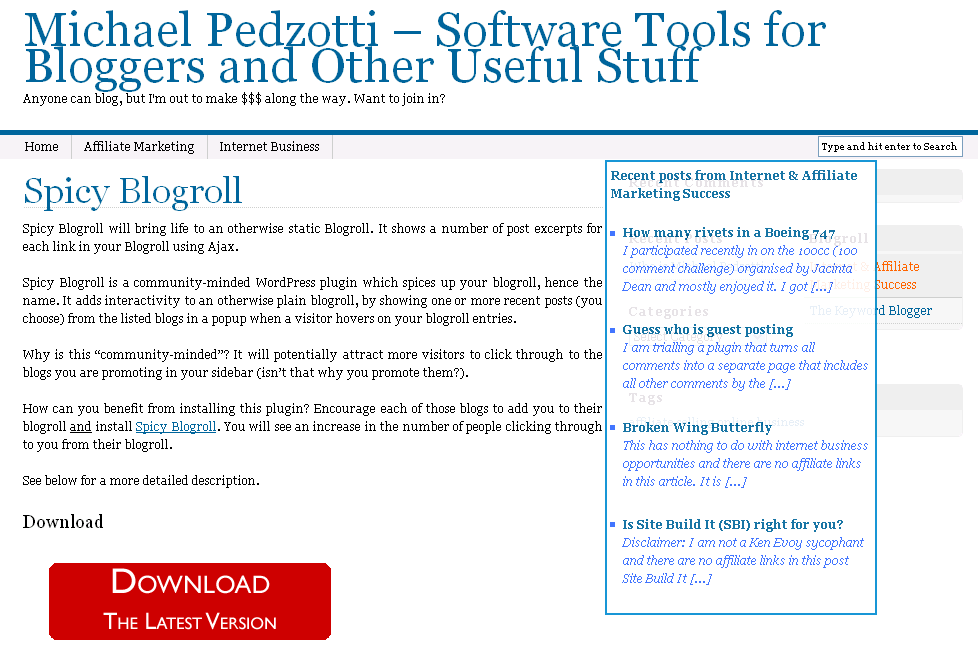 Michael Pedzotti – Software Tools for
Bloggers and Other Useful Stuff
Anyone can blog, but I'm out to make $$$ along the way. Want to join in?
Home
Affiliate Marketing
Internet Business
Type and hit enter to Search
Spicy Blogroll
Spicy Blogroll will bring life to an otherwise static Blogroll. It shows a number of post excerpts for
each link in your Blogroll using Ajax.
Spicy Blogroll is a community-minded WordPress plugin which spices up your blogroll, hence the
name. It adds interactivity to an otherwise plain blogroll, by showing one or more recent posts (you
choose) from the listed blogs in a popup when a visitor hovers on your blogroll entries.
Why is this “community-minded”? It will potentially attract more visitors to click through to the
blogs you are promoting in your sidebar (isn’t that why you promote them?).
How can you benefit from installing this plugin? Encourage each of those blogs to add you to their
blogroll and install Spicy Blogroll. You will see an increase in the number of people clicking through
to you from their blogroll.
See below for a more detailed description.
Download
DOWNLOAD
THE LATEST VERSION
Recent posts from Internet & Affiliate
Marketing Success
How many rivets in a Boeing 747
I participated recently in on the 100cc (100
comment challenge) organised by Jacinta
Dean and mostly enjoyed it. I got [...]
Guess who is guest posting
I am trialling a plugin that turns all
comments into a separate page that includes
all other comments by the [...]
Broken Wing Butterfly
This has nothing to do with internet business
opportunities and there are no affiliate links
in this article. It is [...]
Is Site Build It (SBI) right for you?
Disclaimer: I am not a Ken Evoy sycophant
and there are no affiliate links in this post
Site Build It [...]
Recent Comments
Recent Posts
Categories
Select Category
Tags
Blogroll
& Affiliate
Success
The Keyword Blogger